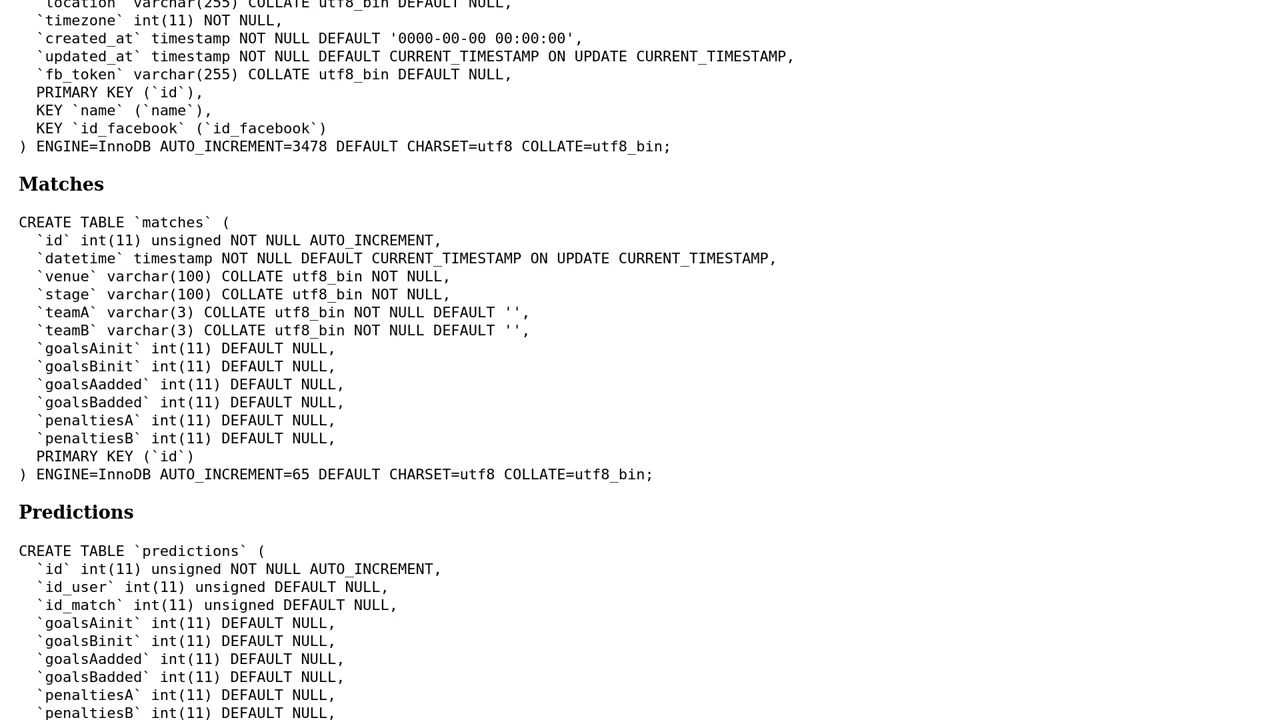 `location` varchar(255) COLLATE utf8_bin DEFAULT NULL,
`timezone` int(11) NOT NULL,
`created_at` timestamp NOT NULL DEFAULT '0000-00-00 00:00:00',
`updated_at` timestamp NOT NULL DEFAULT CURRENT_TIMESTAMP ON UPDATE CURRENT_TIMESTAMP,
`fb_token` varchar(255) COLLATE utf8_bin DEFAULT NULL,
PRIMARY KEY (`id`),
KEY `name` (`name`),
KEY `id_facebook` (`id_facebook`)
) ENGINE=InnoDB AUTO_INCREMENT=3478 DEFAULT CHARSET=utf8 COLLATE=utf8_bin;
Matches
CREATE TABLE `matches` (
`id` int(11) unsigned NOT NULL AUTO_INCREMENT,
`datetime` timestamp NOT NULL DEFAULT CURRENT_TIMESTAMP ON UPDATE CURRENT_TIMESTAMP,
`venue` varchar(100) COLLATE utf8_bin NOT NULL,
`stage` varchar(100) COLLATE utf8_bin NOT NULL,
`teamA` varchar(3) COLLATE utf8_bin NOT NULL DEFAULT '',
`teamB` varchar(3) COLLATE utf8_bin NOT NULL DEFAULT '',
`goalsAinit` int(11) DEFAULT NULL,
`goalsBinit` int(11) DEFAULT NULL,
`goalsAadded` int(11) DEFAULT NULL,
`goalsBadded` int(11) DEFAULT NULL,
`penaltiesA` int(11) DEFAULT NULL,
`penaltiesB` int(11) DEFAULT NULL,
PRIMARY KEY (`id`)
) ENGINE=InnoDB AUTO_INCREMENT=65 DEFAULT CHARSET=utf8 COLLATE=utf8_bin;
Predictions
CREATE TABLE `predictions` (
`id` int(11) unsigned NOT NULL AUTO_INCREMENT,
`id_user` int(11) unsigned DEFAULT NULL,
`id_match` int(11) unsigned DEFAULT NULL,
`goalsAinit` int(11) DEFAULT NULL,
`goalsBinit` int(11) DEFAULT NULL,
`goalsAadded` int(11) DEFAULT NULL,
`goalsBadded` int(11) DEFAULT NULL,
`penaltiesA` int(11) DEFAULT NULL,
`penaltiesB` int(11) DEFAULT NULL,